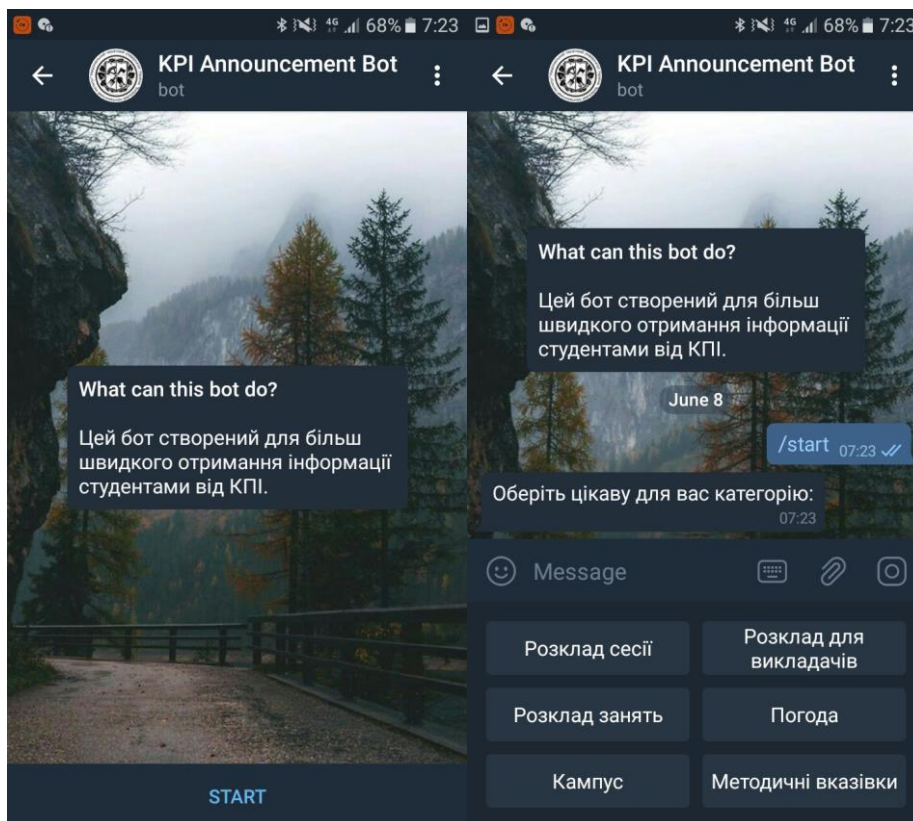 4G 68% 7:23
KPI Announcement Bot
bot
What can this bot do?
Цей бот створений для більш
швидкого отримання інформації
студентами від КПІ.
START
4G 68% 7:23
KPI Announcement Bot
bot
What can this bot do?
Цей бот створений для більш
швидкого отримання інформації
студентами від КПІ.
June 8
/start 07:23
Оберіть цікаву для вас категорію:
07:23
Message
Розклад сесії
Розклад для
викладачів
Розклад занять
Погода
Кампус
Методичні вказівки